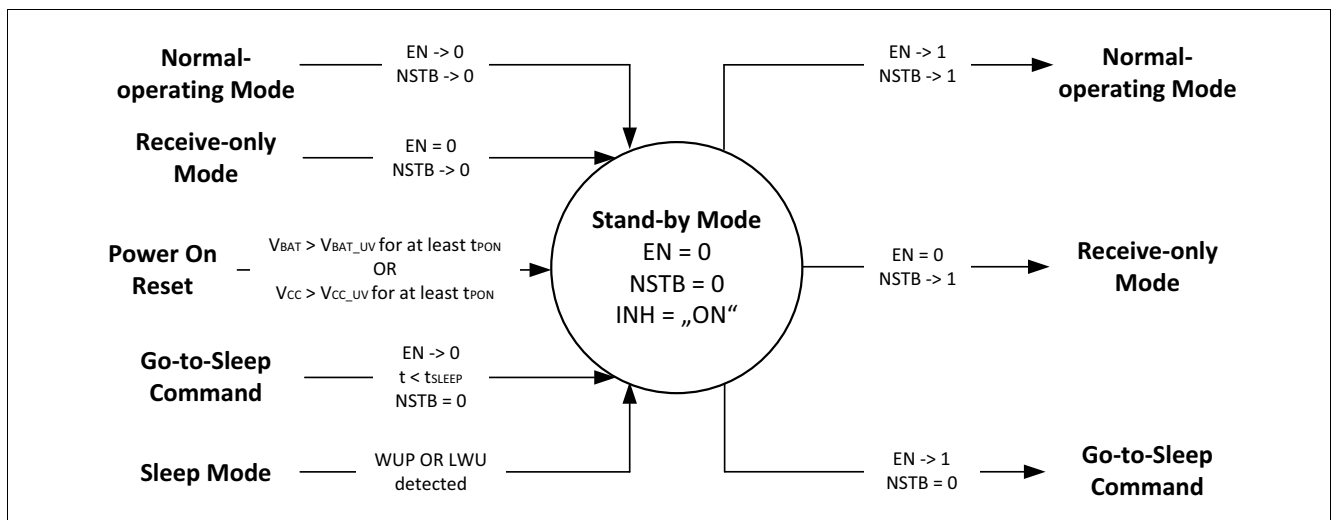 Normal-
operating Mode
EN -> 0
NSTB -> 0
Receive-only
Mode
EN = 0
NSTB -> 0
Power On
Reset
VBAT > VBAT_UV for at least tPON
OR
VCC > VCC_UV for at least tPON
Go-to-Sleep
Command
EN -> 0
t < tSLEEP
NSTB = 0
Sleep Mode
WUP OR LWU
detected
Stand-by Mode
EN = 0
NSTB = 0
INH = „ON“
EN -> 1
NSTB -> 1
Normal-
operating Mode
EN = 0
NSTB -> 1
Receive-only
Mode
EN -> 1
NSTB = 0
Go-to-Sleep
Command